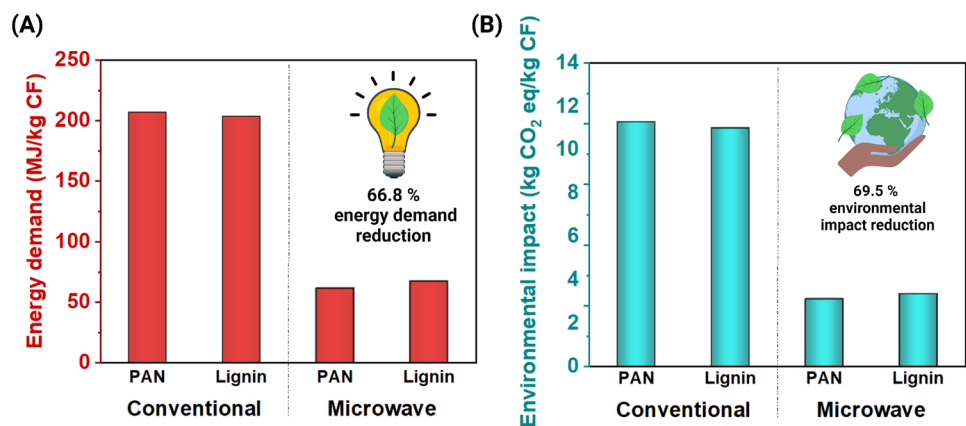 (A)
Energy demand (MJ/kg CF)
250
200
150
100
50
0
66.8 %
energy demand
reduction
PAN Lignin PAN Lignin
Conventional Microwave
(B)
Environmental impact (kg CO₂ eq/kg CF)
14
12
10
8
6
4
2
0
69.5 %
environmental
impact reduction
PAN Lignin PAN Lignin
Conventional Microwave